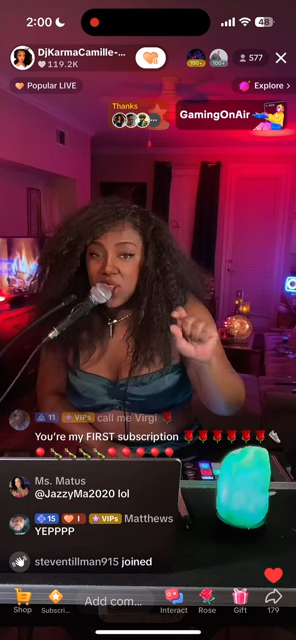 2:00
48
DjKarmaCamille-...
119.2K
100+
100+
577
Popular LIVE
Explore >
Thanks
GamingOnAir
11 VIPs call me Virgi
You're my FIRST subscription
Ms. Matus
@JazzyMa2020 lol
15 I VIPs Matthews
YEPPPP
steventillman915 joined
Shop
Subscri...
Add com...
Interact
Rose
Gift
179